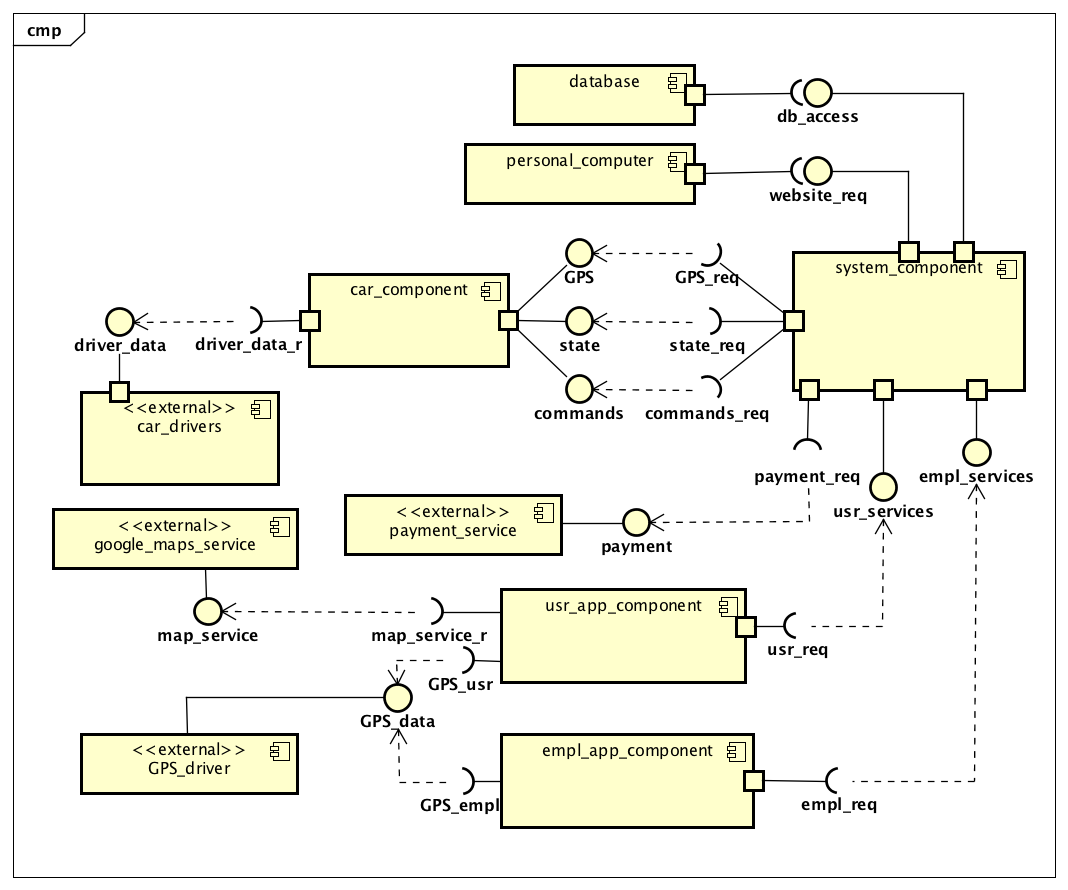 cmp
database
db_access
personal_computer
website_req
GPS
GPS_req
system_component
car_component
driver_data
driver_data_r
state
state_req
commands
commands_req
<<external>>
car_drivers
payment_req
empl_services
usr_services
<<external>>
payment_service
payment
<<external>>
google_maps_service
map_service
map_service_r
usr_app_component
usr_req
GPS_usr
GPS_data
<<external>>
GPS_driver
empl_app_component
GPS_empl
empl_req